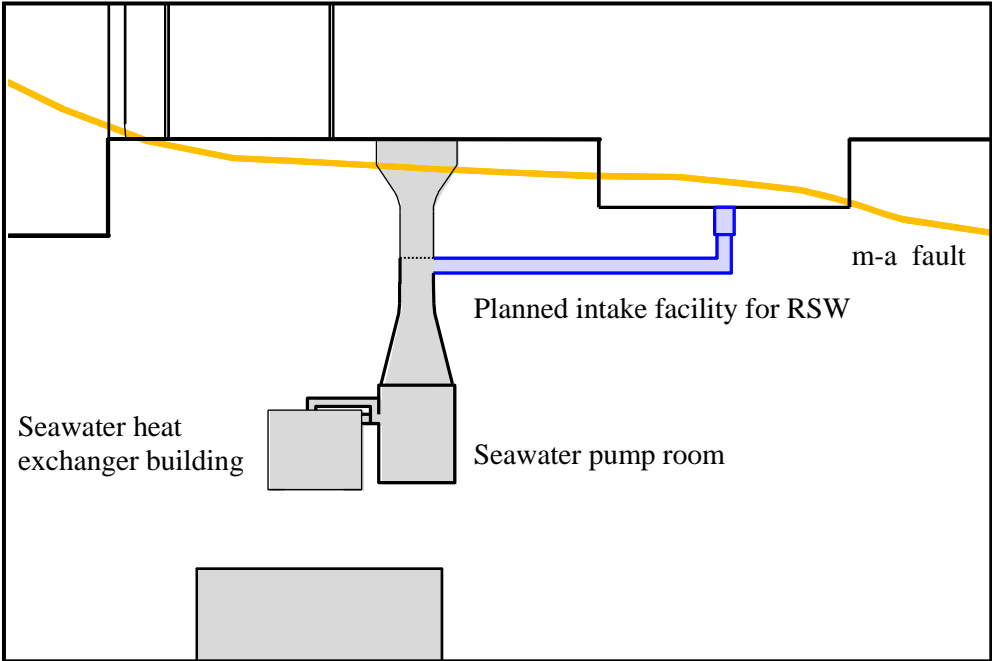 m-a fault
Planned intake facility for RSW
Seawater heat
exchanger building
Seawater pump room